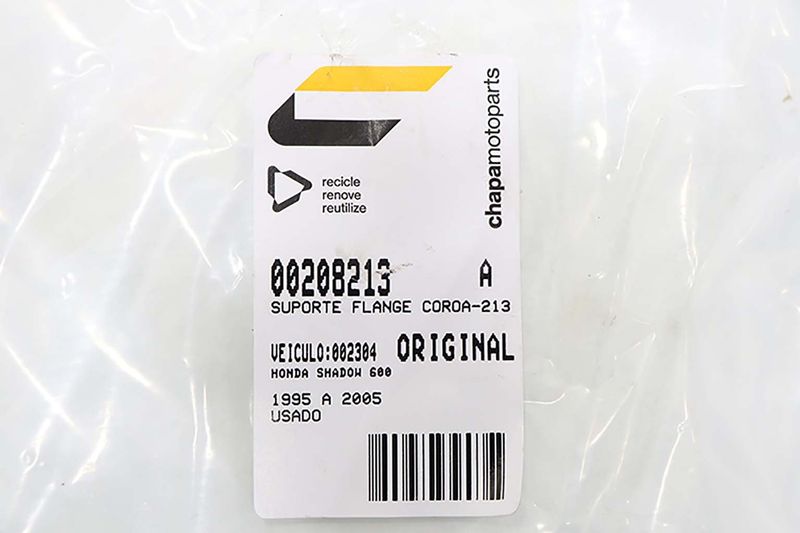 chapamotoparts
recicle
renove
reutilize
00208213 A
SUPORTE FLANGE COROA-213
VEICULO:002304 ORIGINAL
HONDA SHADOW 600
1995 A 2005
USADO